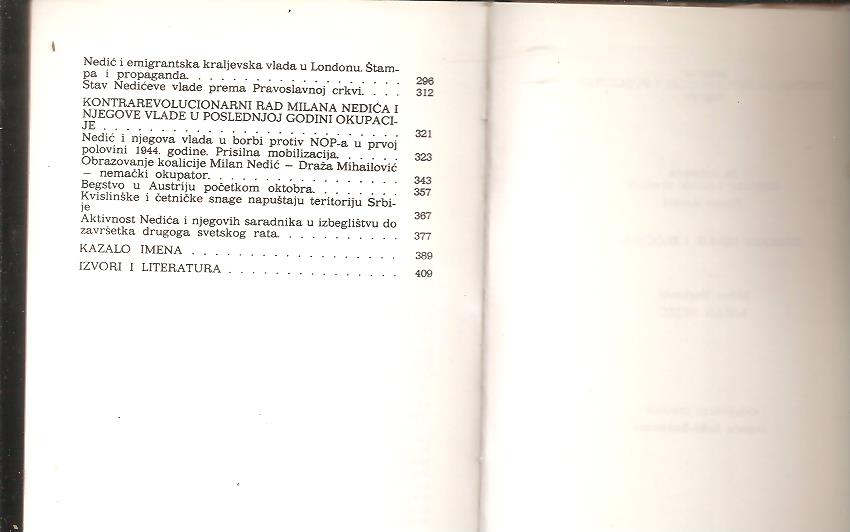 Nedić i emigrantska kraljevska vlada u Londonu. Štam-
pa i propaganda. . . . . . . . . . . . . . . . . . . 296
Stav Nedićeve vlade prema Pravoslavnoj crkvi. . . . 312
KONTRAREVOLUCIONARNI RAD MILANA NEDIĆA I
NJEGOVE VLADE U POSLEDNJOJ GODINI OKUPACI-
JE . . . . . . . . . . . . . . . . . . . . . . . . . 321
Nedić i njegova vlada u borbi protiv NOP-a u prvoj
polovini 1944. godine. Prisilna mobilizacija. . . . . . 323
Obrazovanje koalicije Milan Nedić — Draža Mihailović
— nemački okupator. . . . . . . . . . . . . . . . . 343
Begstvo u Austriju početkom oktobra. . . . . . . . 357
Kvislinške i četničke snage napuštaju teritoriju Srbi-
je 367
Aktivnost Nedića i njegovih saradnika u izbeglištvu do
završetka drugoga svetskog rata. . . . . . . . . . . 377
KAZALO IMENA . . . . . . . . . . . . . . . . . . 389
IZVORI I LITERATURA . . . . . . . . . . . . . . . 409